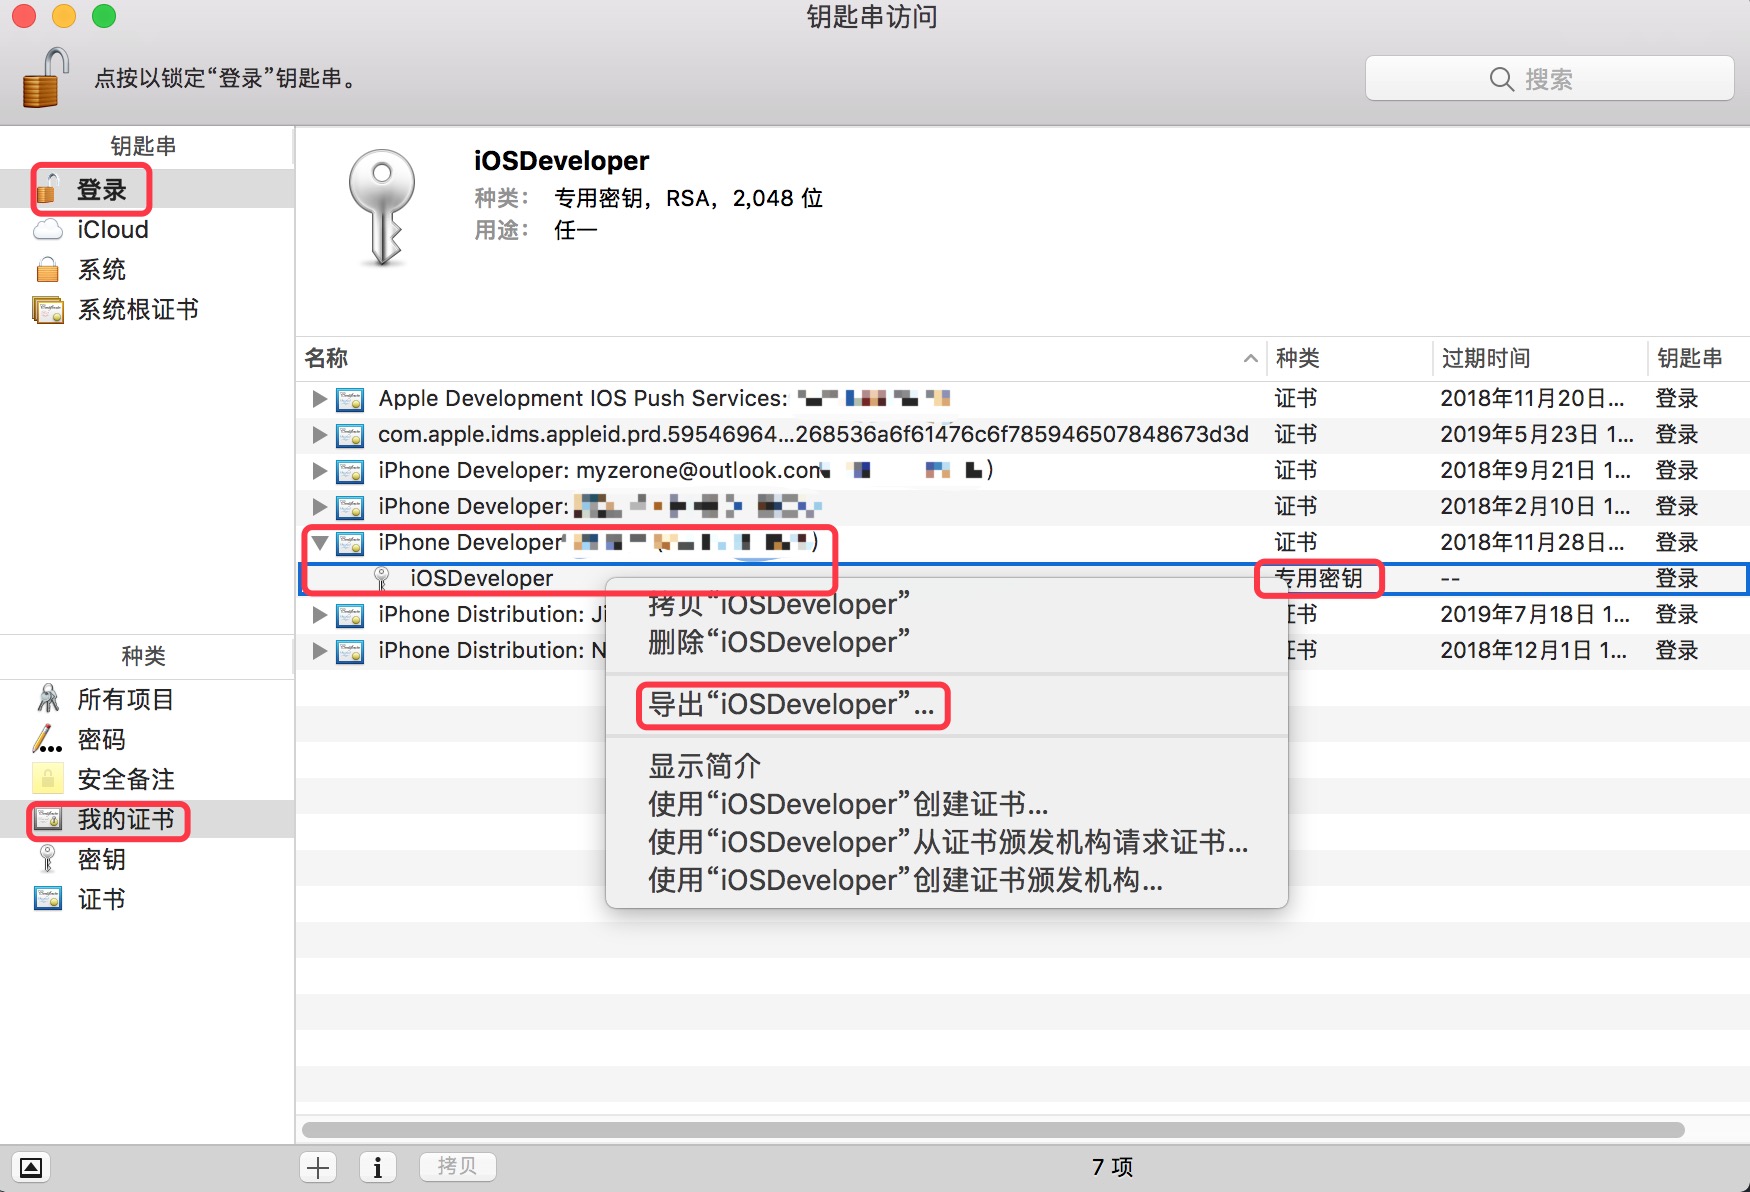 钥匙串访问
点按以锁定“登录”钥匙串。
搜索
钥匙串
登录
iCloud
系统
系统根证书
iOSDeveloper
种类： 专用密钥，RSA，2,048 位
用途： 任一
名称 种类 过期时间 钥匙串
Apple Development IOS Push Services: 证书 2018年11月20日... 登录
com.apple.idms.appleid.prd.59546964...268536a6f61476c6f785946507848673d3d 证书 2019年5月23日 1... 登录
iPhone Developer: myzerone@outlook.com ) 证书 2018年9月21日 1... 登录
iPhone Developer: 证书 2018年2月10日 1... 登录
iPhone Developer ) 证书 2018年11月28日... 登录
iOSDeveloper 专用密钥 -- 登录
iPhone Distribution: Ji 证书 2019年7月18日 1... 登录
iPhone Distribution: N 证书 2018年12月1日 1... 登录
拷贝“iOSDeveloper”
删除“iOSDeveloper”
导出“iOSDeveloper”...
显示简介
使用“iOSDeveloper”创建证书...
使用“iOSDeveloper”从证书颁发机构请求证书...
使用“iOSDeveloper”创建证书颁发机构...
种类
所有项目
密码
安全备注
我的证书
密钥
证书
拷贝
7 项